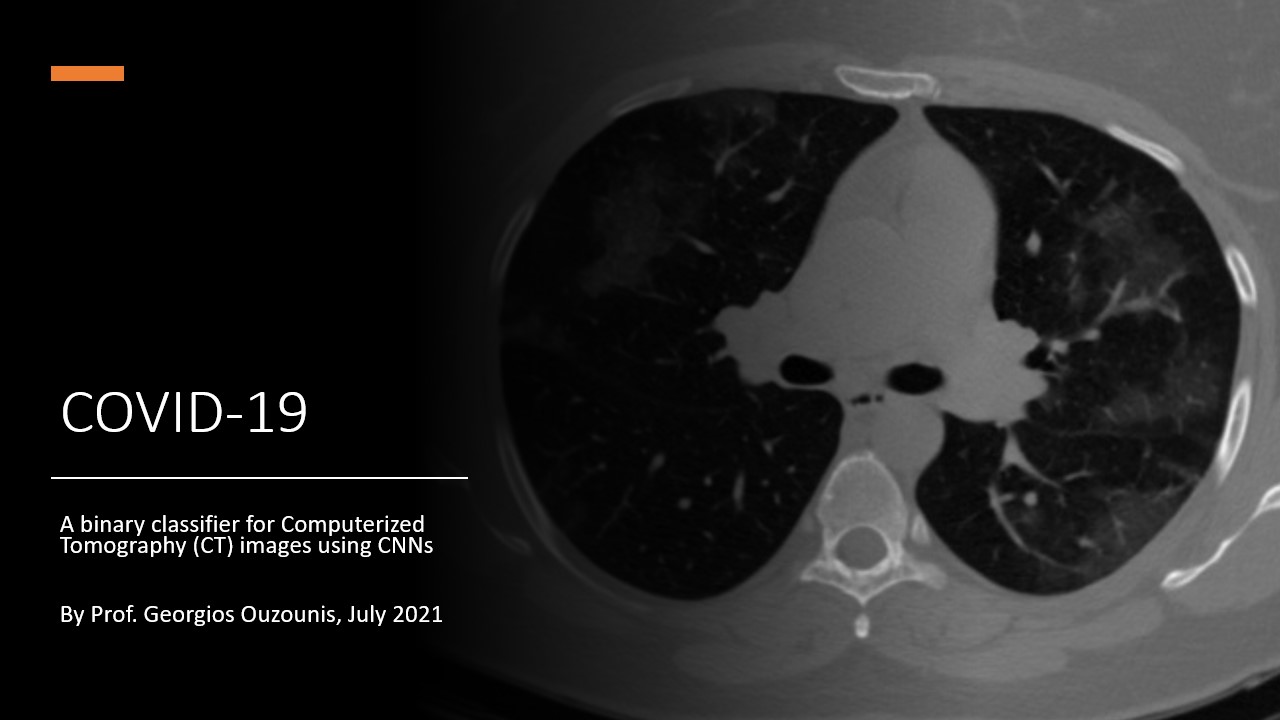 COVID-19
A binary classifier for Computerized
Tomography (CT) images using CNNs
By Prof. Georgios Ouzounis, July 2021